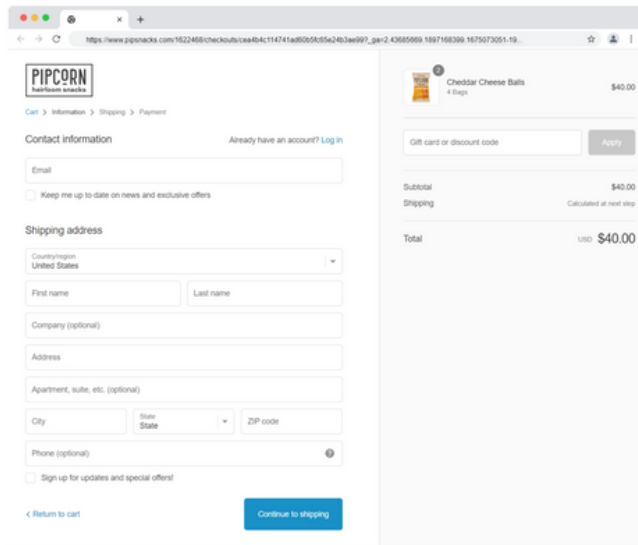 https://www.pipsnacks.com/1622468/checkouts/cea4b4c114741ad60b5fc65e24b3ae99?_ga=2.43685669.1897168399.1675073051-19...
PIPCORN
heirloom snacks
Cart > Information > Shipping > Payment
Contact information
Already have an account? Log in
Email
Keep me up to date on news and exclusive offers
Shipping address
Country/region
United States
First name
Last name
Company (optional)
Address
Apartment, suite, etc. (optional)
City
State
State
ZIP code
Phone (optional)
?
Sign up for updates and special offers!
< Return to cart
Continue to shipping
2
Cheddar Cheese Balls
4 Bags
$40.00
Gift card or discount code
Apply
Subtotal
$40.00
Shipping
Calculated at next step
Total
USD $40.00